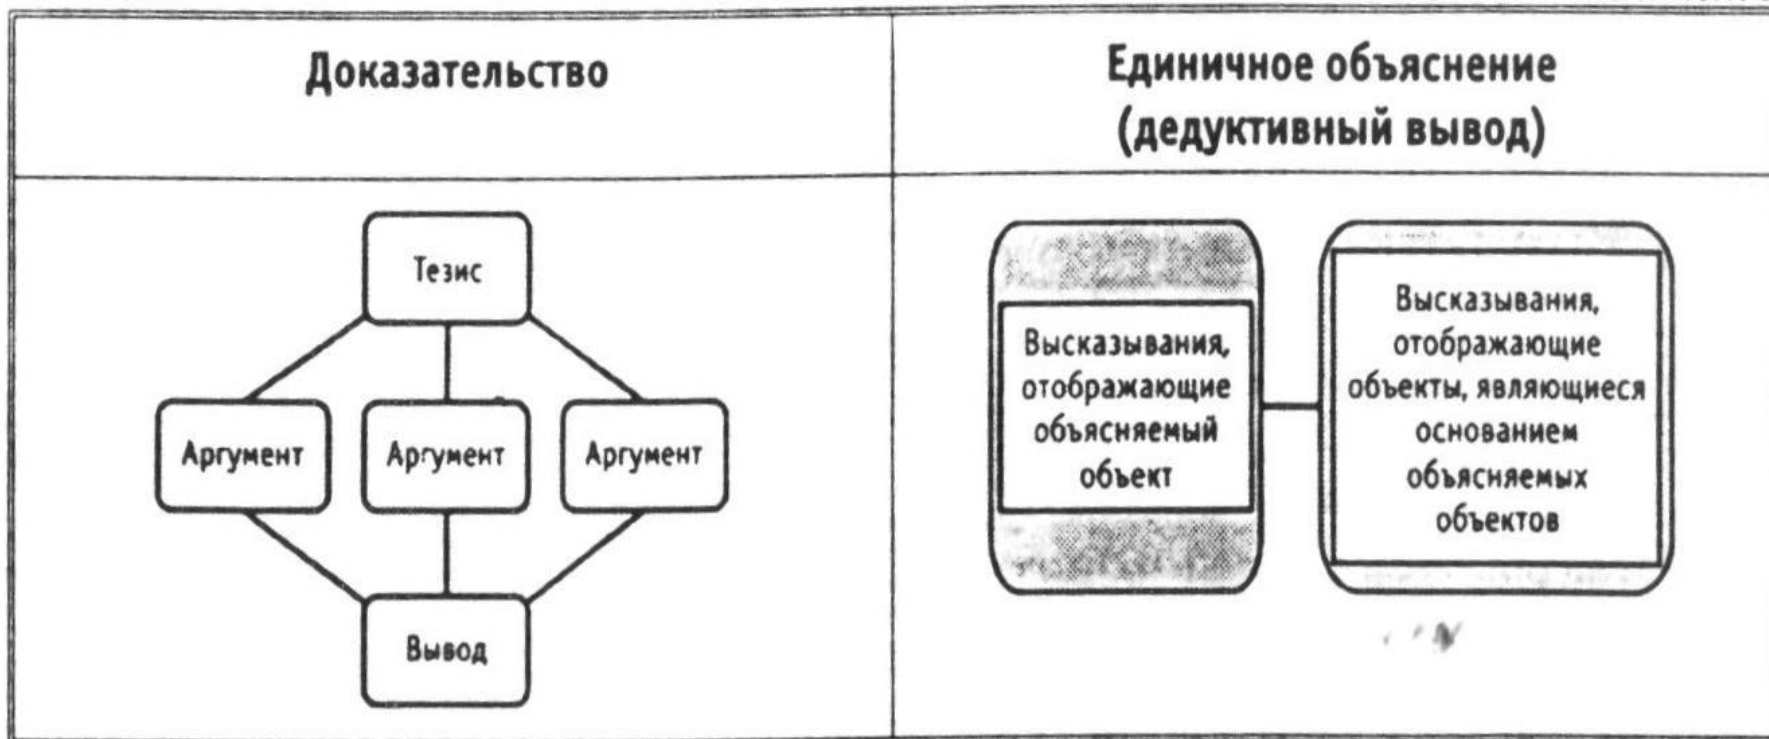 Доказательство
Единичное объяснение
(дедуктивный вывод)
Тезис
Аргумент
Аргумент
Аргумент
Вывод
Высказывания,
отображающие
объясняемый
объект
Высказывания,
отображающие
объекты, являющиеся
основанием
объясняемых
объектов